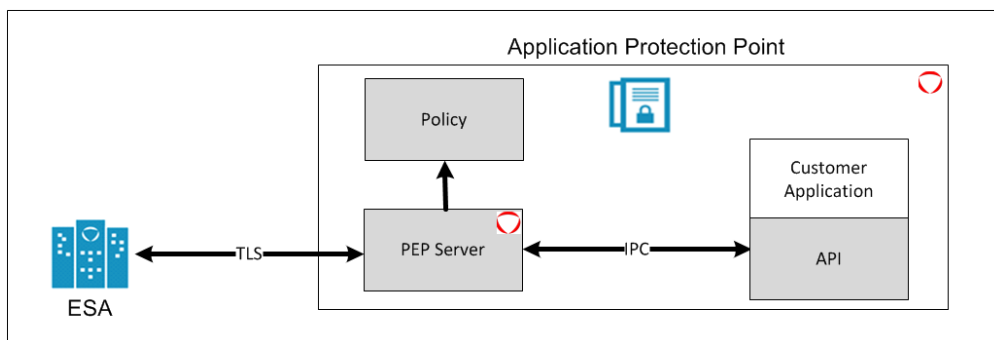 Application Protection Point
Policy
Customer
Application
PEP Server
TLS
IPC
API
ESA